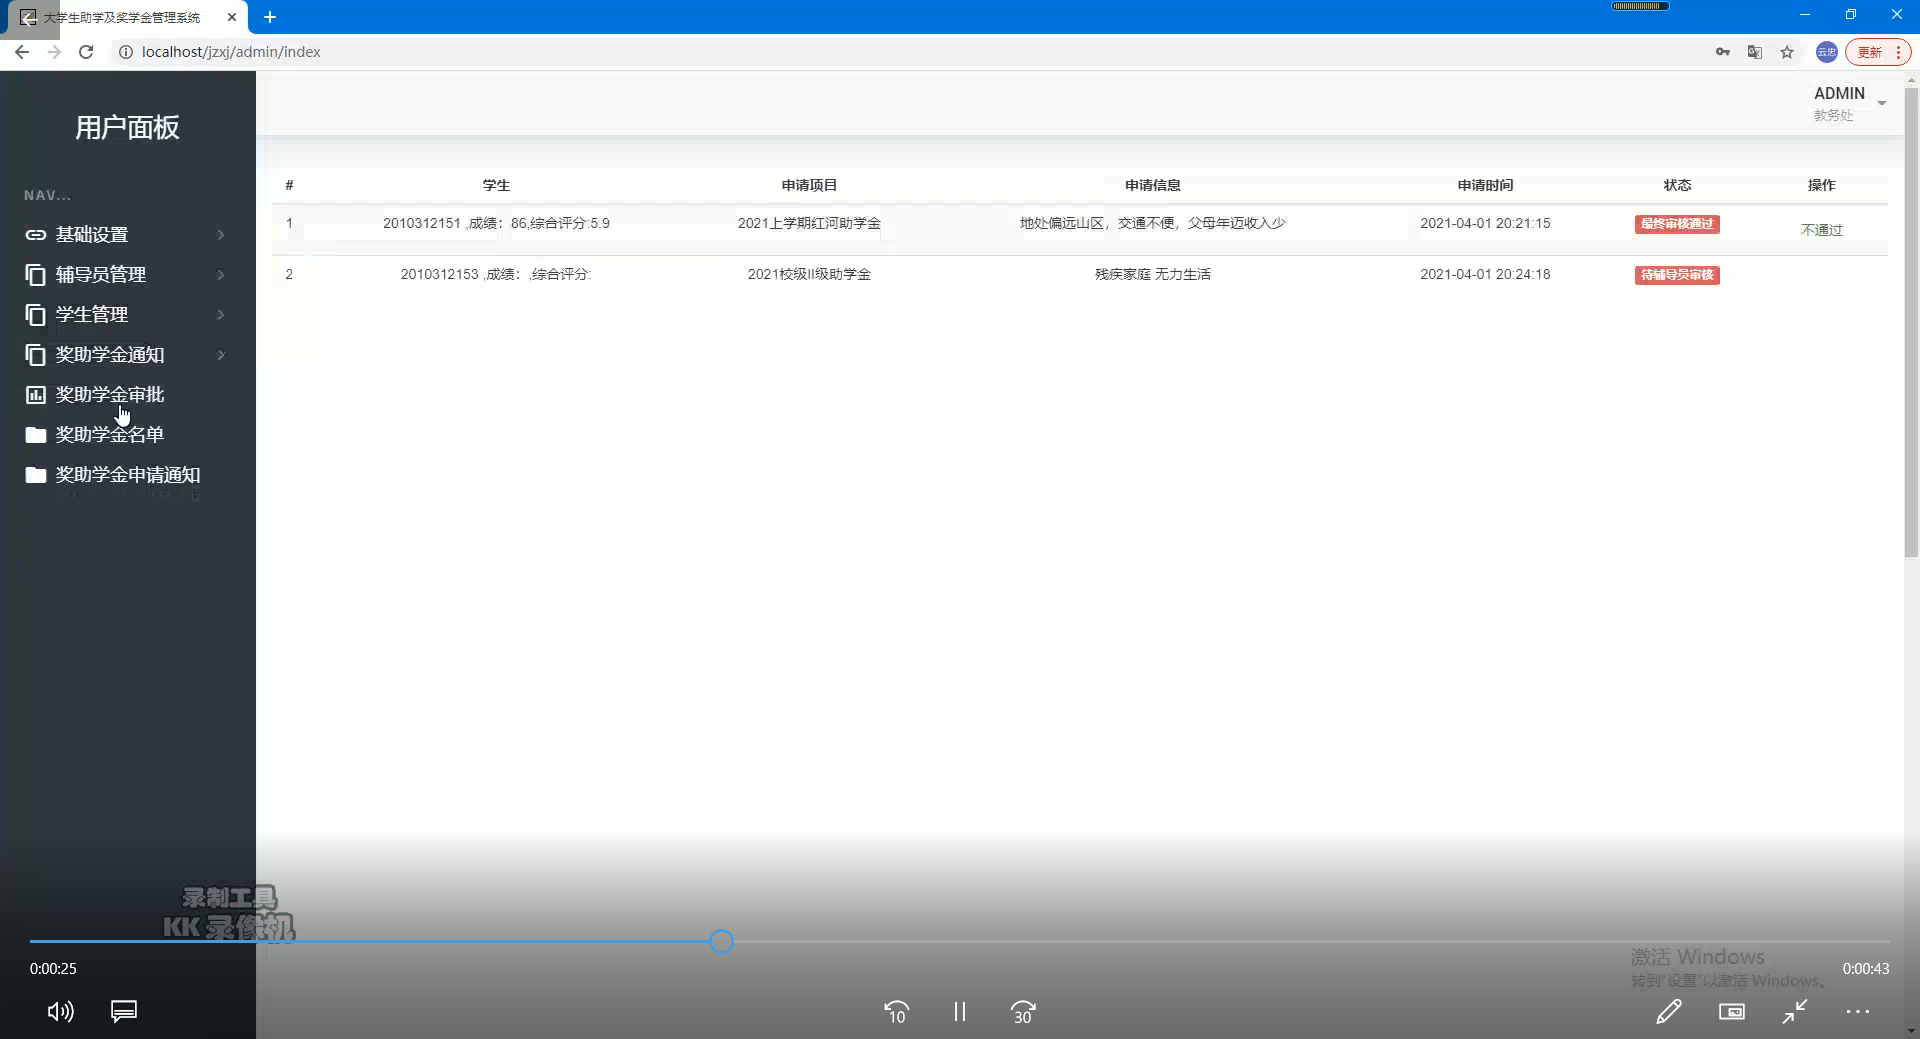 大学生助学及奖学金管理系统
localhost/jzxj/admin/index
云忠
更新
用户面板
ADMIN
教务处
NAV...
基础设置
辅导员管理
学生管理
奖助学金通知
奖助学金审批
奖助学金名单
奖助学金申请通知
# 学生 申请项目 申请信息 申请时间 状态 操作
1 2010312151 ,成绩：86,综合评分:5.9 2021上学期红河助学金 地处偏远山区，交通不便，父母年迈收入少 2021-04-01 20:21:15 最终审核通过 不通过
2 2010312153 ,成绩：,综合评分: 2021校级II级助学金 残疾家庭 无力生活 2021-04-01 20:24:18 待辅导员审核
录制工具
KK 录像机
激活 Windows
转到"设置"以激活 Windows。
0:00:25
0:00:43
10
30